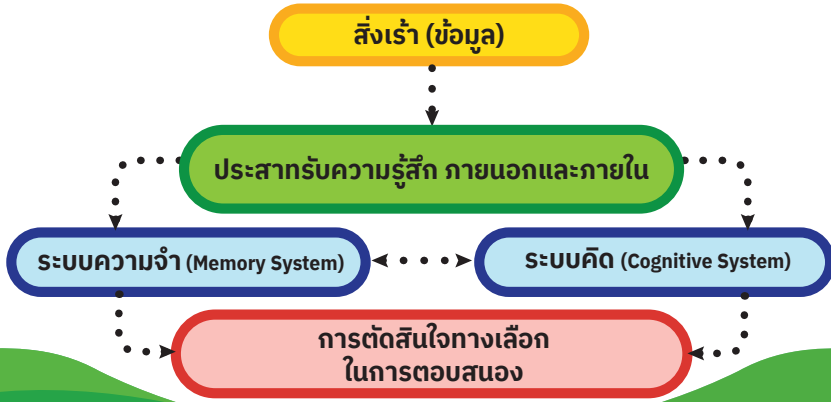 สิ่งเร้า (ข้อมูล)
ประสาทรับความรู้สึก ภายนอกและภายใน
ระบบความจำ (Memory System)
ระบบคิด (Cognitive System)
การตัดสินใจทางเลือก
ในการตอบสนอง